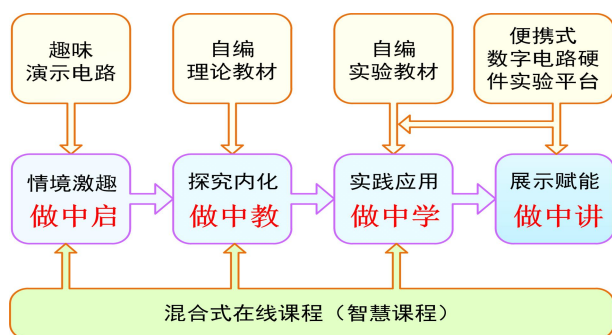 趣味
演示电路
自编
理论教材
自编
实验教材
便携式
数字电路硬
件实验平台
情境激趣
做中启
探究内化
做中教
实践应用
做中学
展示赋能
做中讲
混合式在线课程（智慧课程）